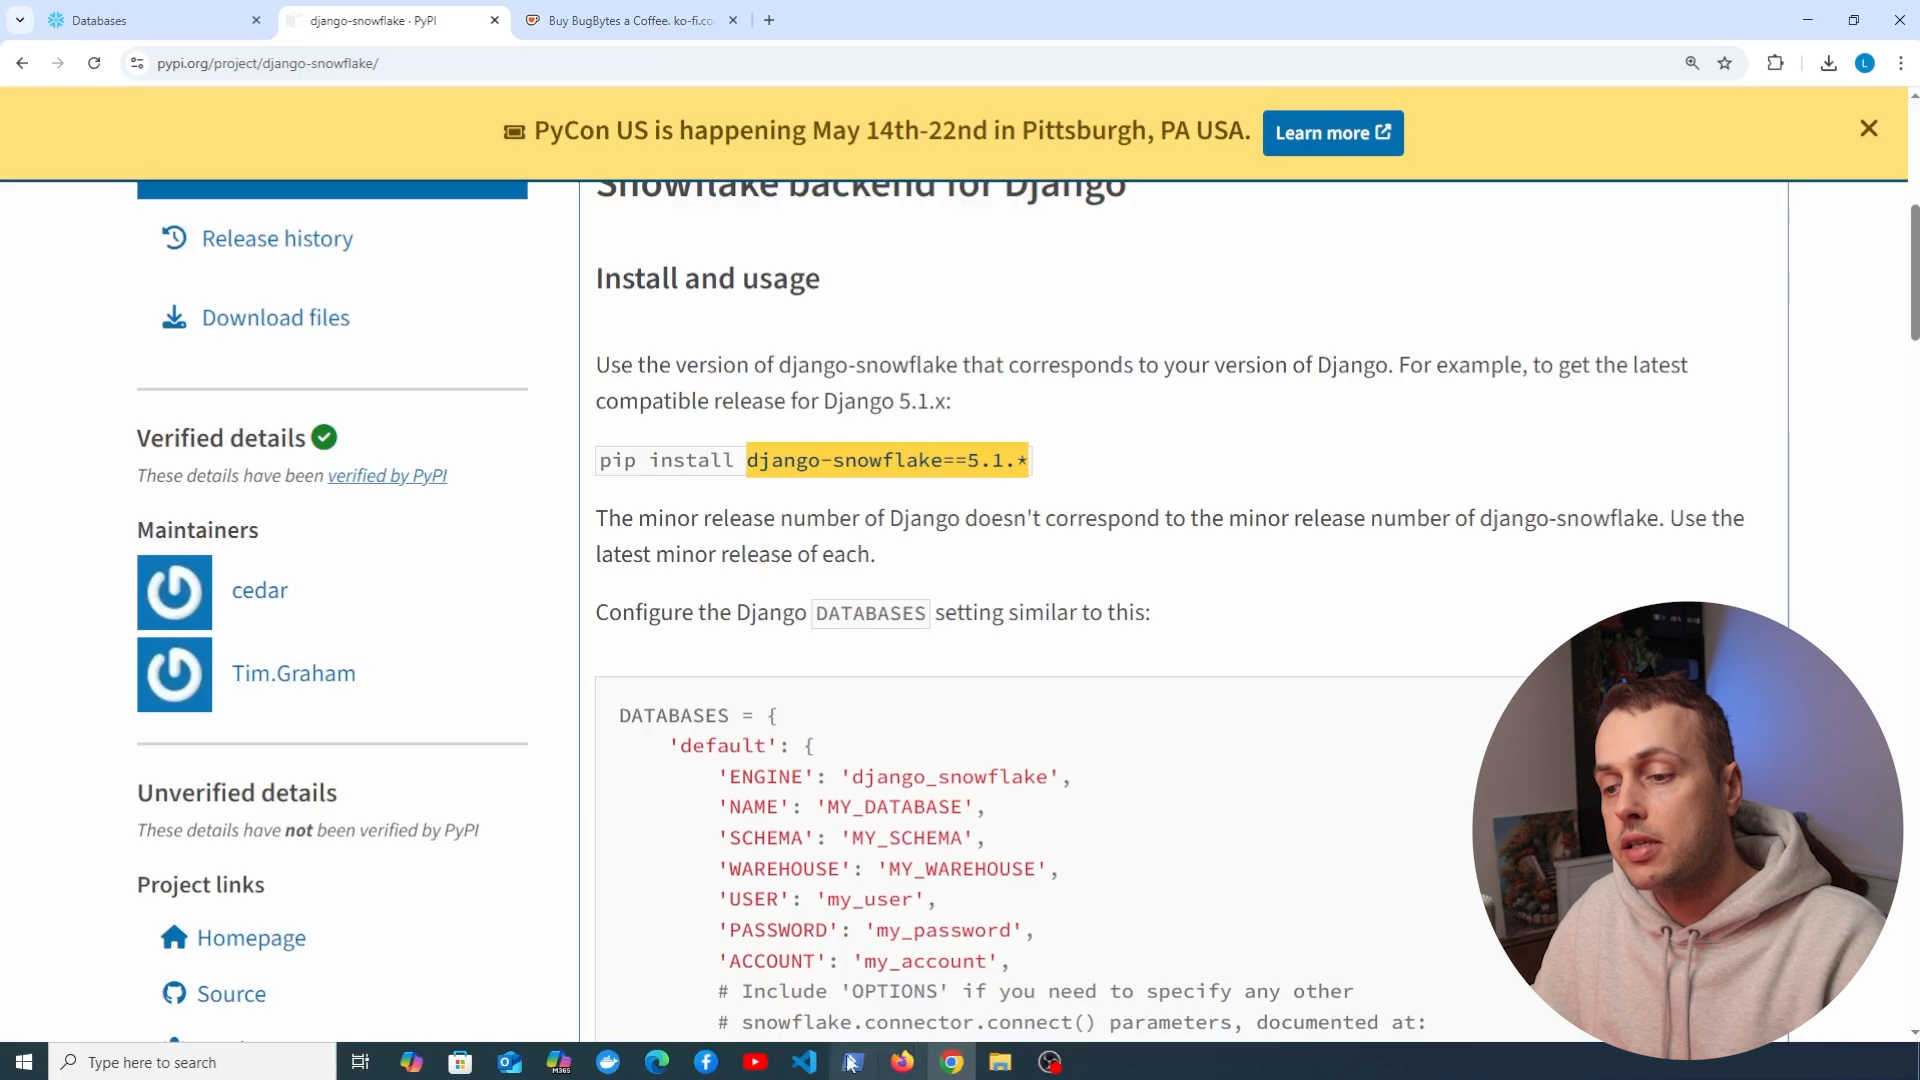 Databases
django-snowflake · PyPI
Buy BugBytes a Coffee. ko-fi.co
pypi.org/project/django-snowflake/
L
PyCon US is happening May 14th-22nd in Pittsburgh, PA USA.
Learn more
Snowflake backend for Django
Release history
Download files
Verified details
These details have been verified by PyPI
Maintainers
cedar
Tim.Graham
Unverified details
These details have not been verified by PyPI
Project links
Homepage
Source
Install and usage
Use the version of django-snowflake that corresponds to your version of Django. For example, to get the latest
compatible release for Django 5.1.x:
pip install django-snowflake==5.1.*
The minor release number of Django doesn't correspond to the minor release number of django-snowflake. Use the
latest minor release of each.
Configure the Django DATABASES setting similar to this:
DATABASES = {
'default': {
'ENGINE': 'django_snowflake',
'NAME': 'MY_DATABASE',
'SCHEMA': 'MY_SCHEMA',
'WAREHOUSE': 'MY_WAREHOUSE',
'USER': 'my_user',
'PASSWORD': 'my_password',
'ACCOUNT': 'my_account',
# Include 'OPTIONS' if you need to specify any other
# snowflake.connector.connect() parameters, documented at:
Type here to search
M365